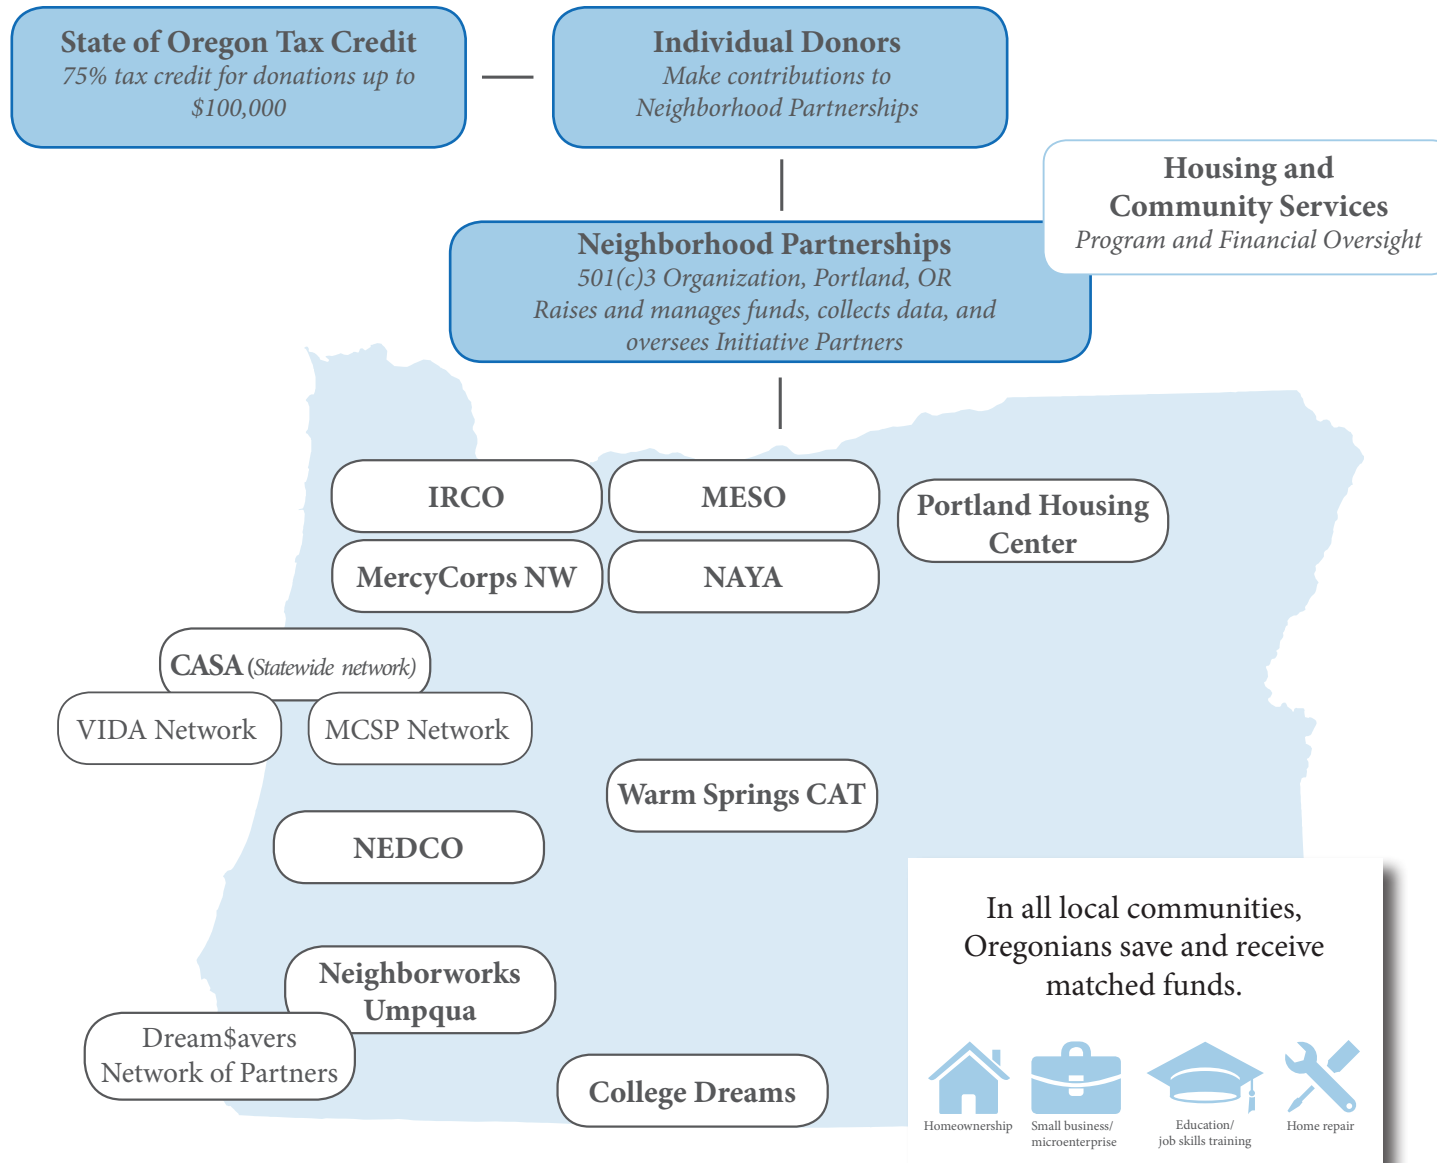 State of Oregon Tax Credit
75% tax credit for donations up to
$100,000
Individual Donors
Make contributions to
Neighborhood Partnerships
Housing and
Community Services
Program and Financial Oversight
Neighborhood Partnerships
501(c)3 Organization, Portland, OR
Raises and manages funds, collects data, and
oversees Initiative Partners
IRCO
MESO
Portland Housing
Center
MercyCorps NW
NAYA
CASA (Statewide network)
VIDA Network
MCSP Network
Warm Springs CAT
NEDCO
Neighborworks
Umpqua
Dream$avers
Network of Partners
College Dreams
In all local communities,
Oregonians save and receive
matched funds.
Homeownership
Small business/
microenterprise
Education/
job skills training
Home repair